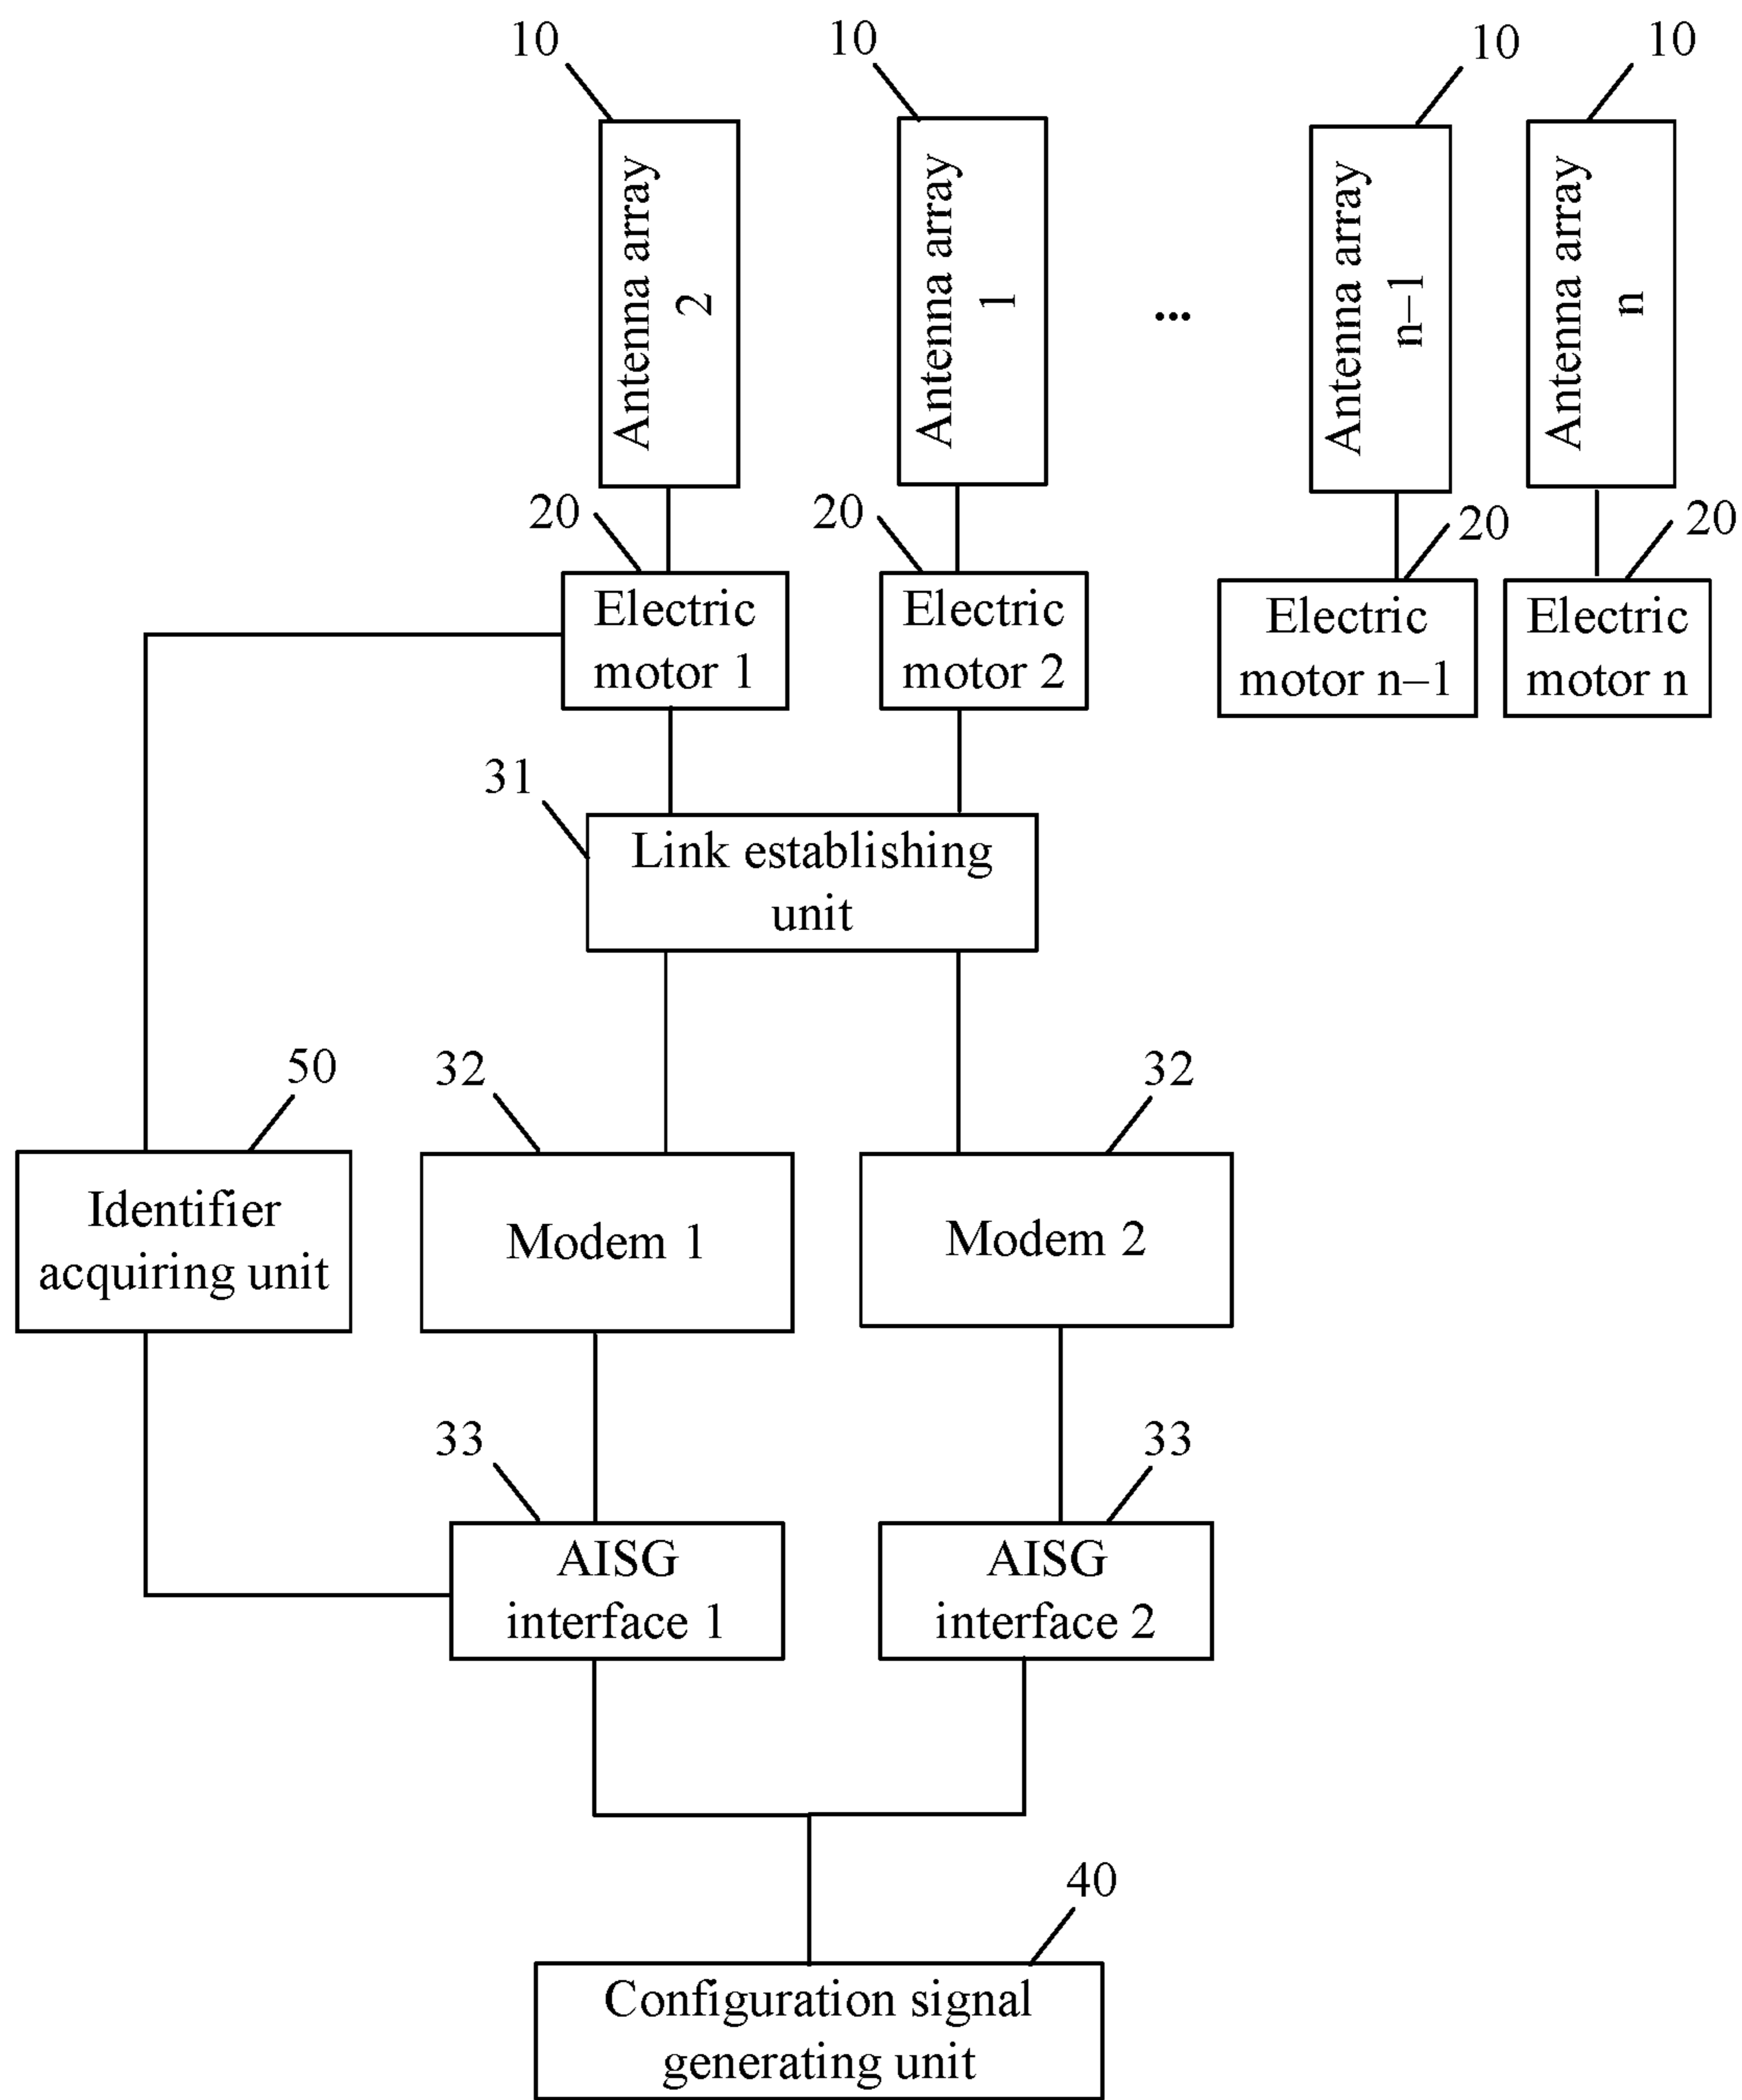 10
10
10
10
Antenna array
2
Antenna array
1
...
Antenna array
n–1
Antenna array
n
20
20
20
20
Electric
motor 1
Electric
motor 2
Electric
motor n–1
Electric
motor n
31
Link establishing
unit
50
32
32
Identifier
acquiring unit
Modem 1
Modem 2
33
33
AISG
interface 1
AISG
interface 2
40
Configuration signal
generating unit